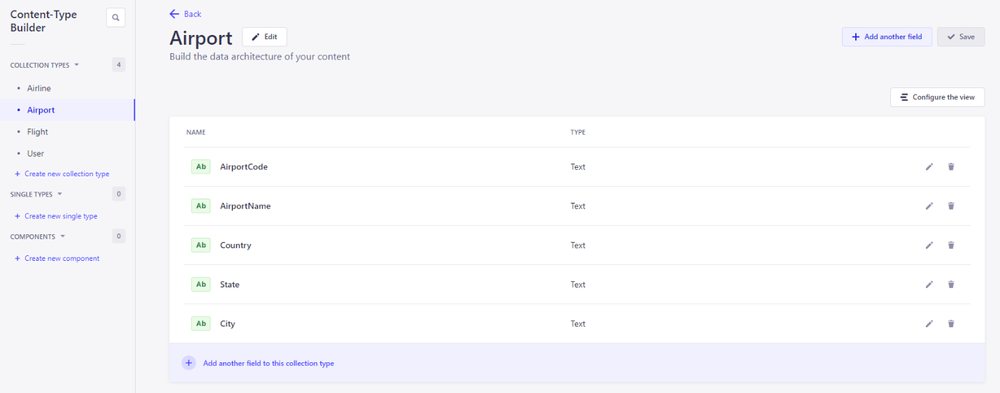 Content-Type
Builder
COLLECTION TYPES
4
Airline
Airport
Flight
User
+ Create new collection type
SINGLE TYPES
0
+ Create new single type
COMPONENTS
0
+ Create new component
Back
Airport
Edit
Build the data architecture of your content
+ Add another field
Save
Configure the view
NAME TYPE
Ab AirportCode Text
Ab AirportName Text
Ab Country Text
Ab State Text
Ab City Text
+ Add another field to this collection type